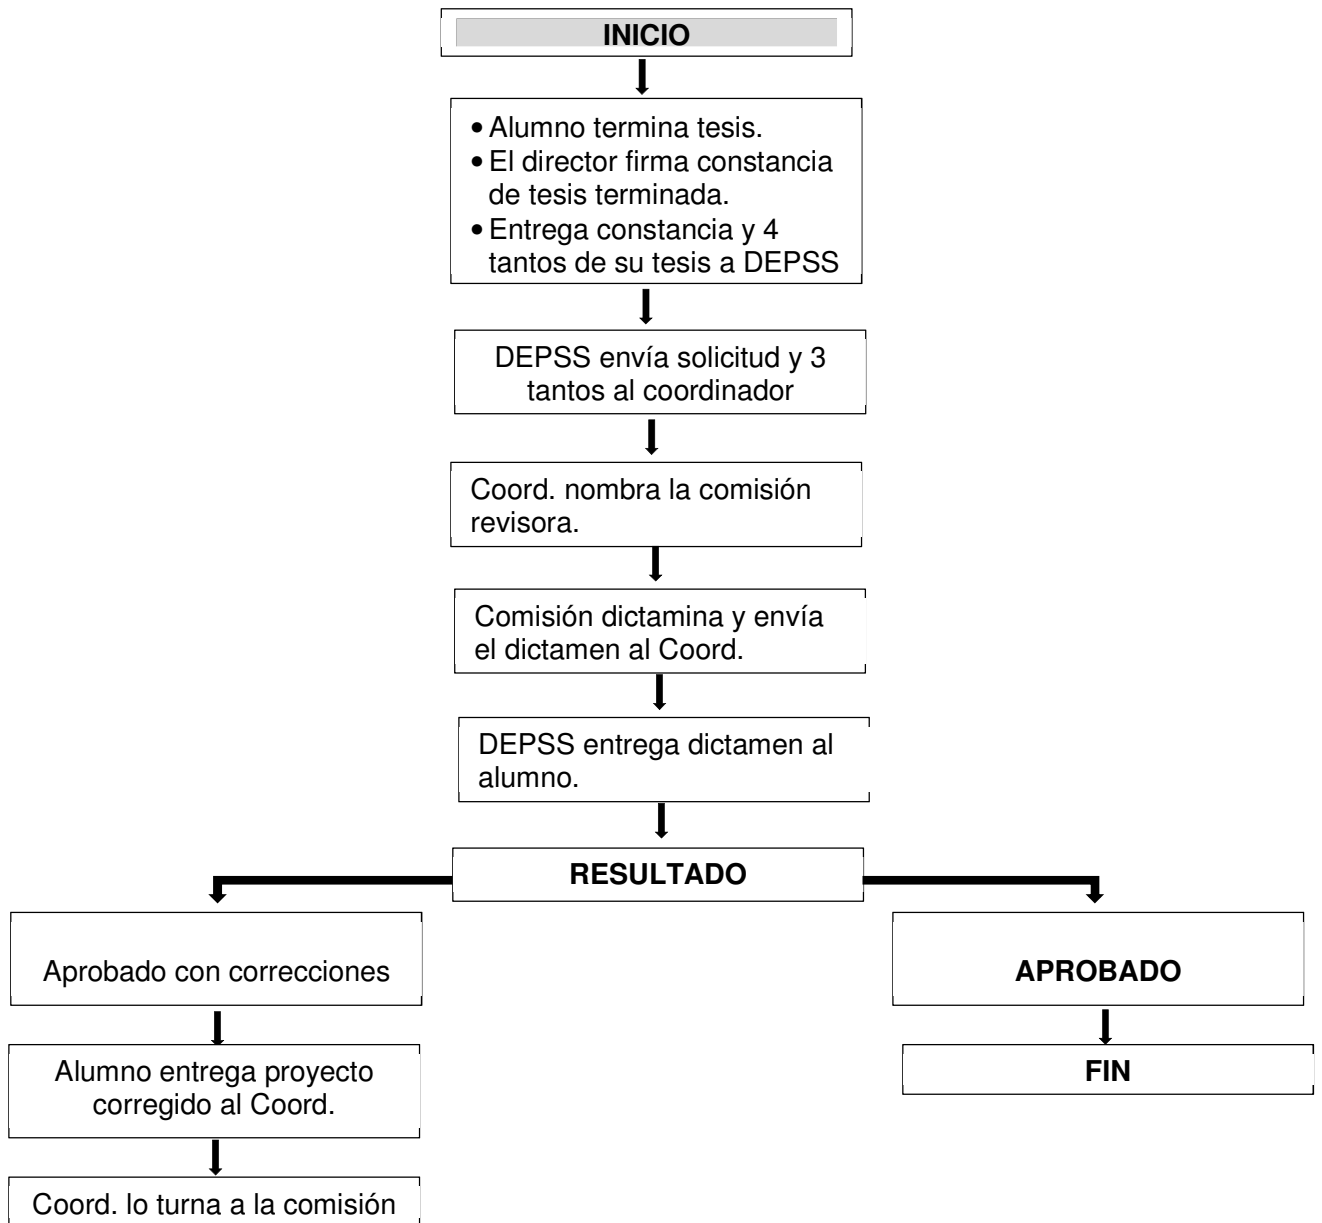 INICIO
• Alumno termina tesis.
• El director firma constancia
de tesis terminada.
• Entrega constancia y 4
tantos de su tesis a DEPSS
DEPSS envía solicitud y 3
tantos al coordinador
Coord. nombra la comisión
revisora.
Comisión dictamina y envía
el dictamen al Coord.
DEPSS entrega dictamen al
alumno.
RESULTADO
Aprobado con correcciones
APROBADO
Alumno entrega proyecto
corregido al Coord.
FIN
Coord. lo turna a la comisión